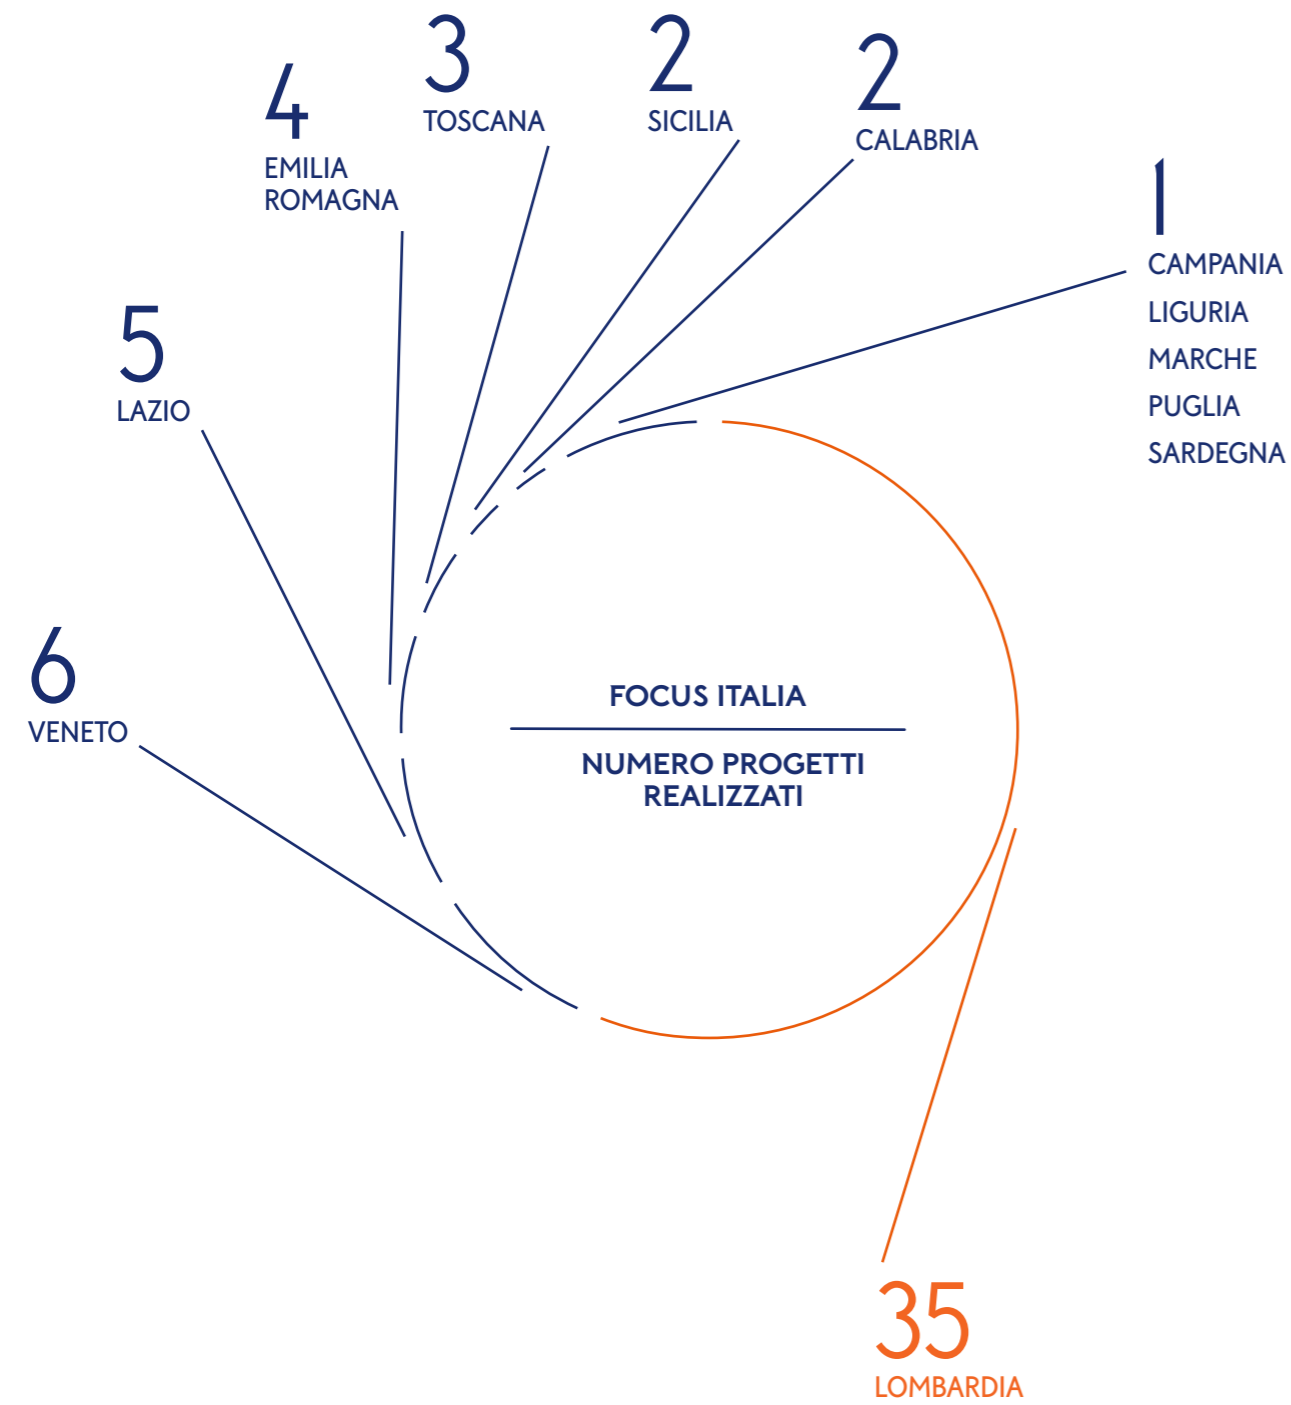 3
TOSCANA
2
SICILIA
2
CALABRIA
4
EMILIA
ROMAGNA
1
CAMPANIA
LIGURIA
MARCHE
PUGLIA
SARDEGNA
5
LAZIO
6
VENETO
FOCUS ITALIA
NUMERO PROGETTI
REALIZZATI
35
LOMBARDIA